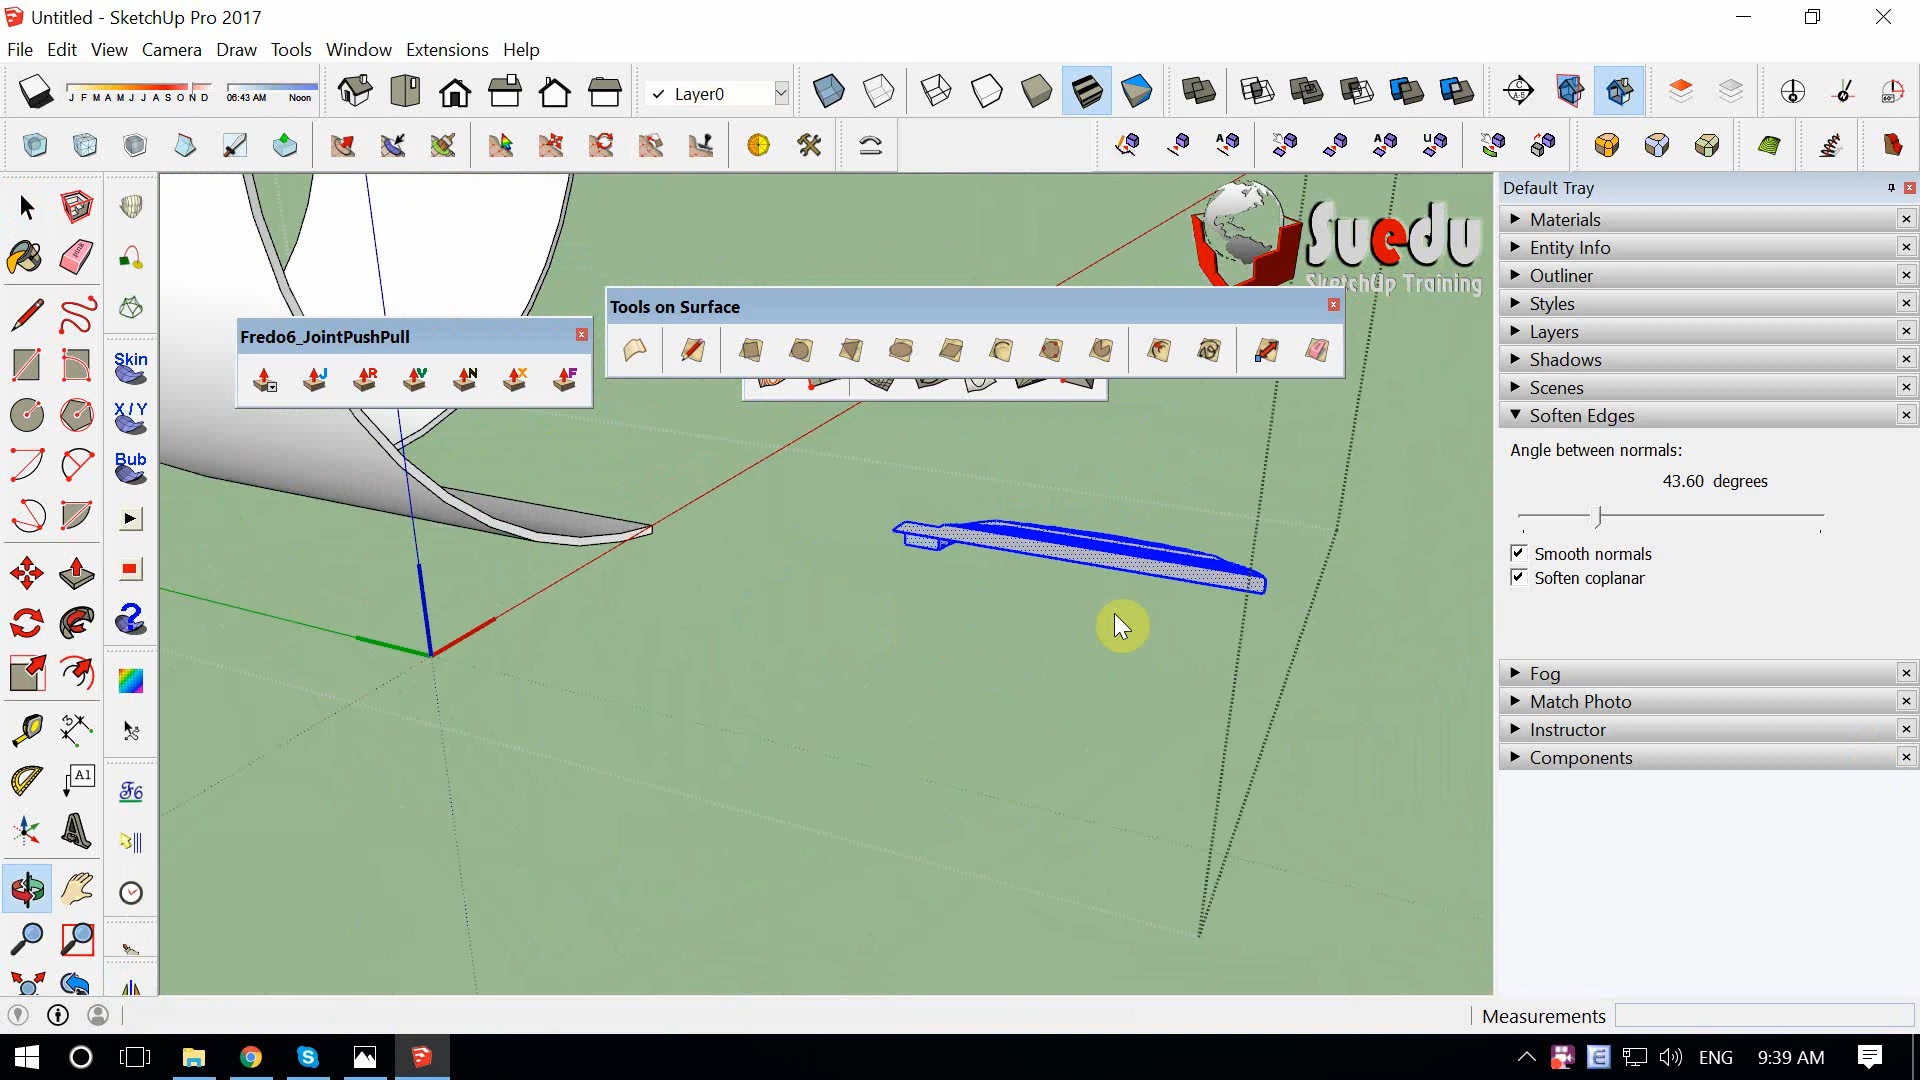 Untitled - SketchUp Pro 2017
File Edit View Camera Draw Tools Window Extensions Help
J F M A M J J A S O N D
06:43 AM Noon
Layer0
Default Tray
Materials
Entity Info
Outliner
Styles
Layers
Shadows
Scenes
Soften Edges
Angle between normals:
43.60 degrees
Smooth normals
Soften coplanar
Fog
Match Photo
Instructor
Components
Suedu
SketchUp Training
Tools on Surface
Fredo6_JointPushPull
J R V N X F
Skin
X/Y
Bub
A1
Measurements
ENG 9:39 AM